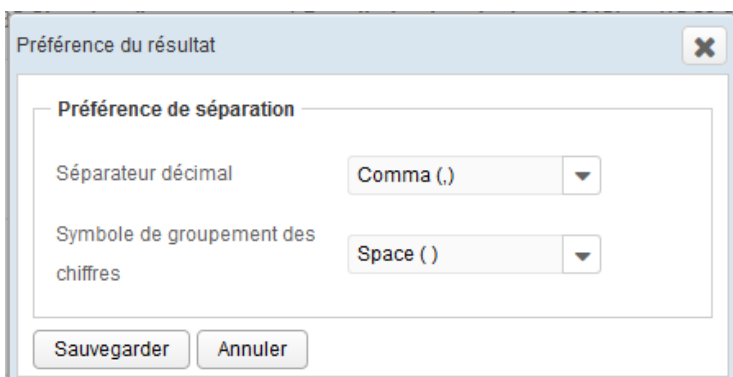 Préférence du résultat
Préférence de séparation
Séparateur décimal
Comma (,)
Symbole de groupement des
chiffres
Space ( )
Sauvegarder
Annuler